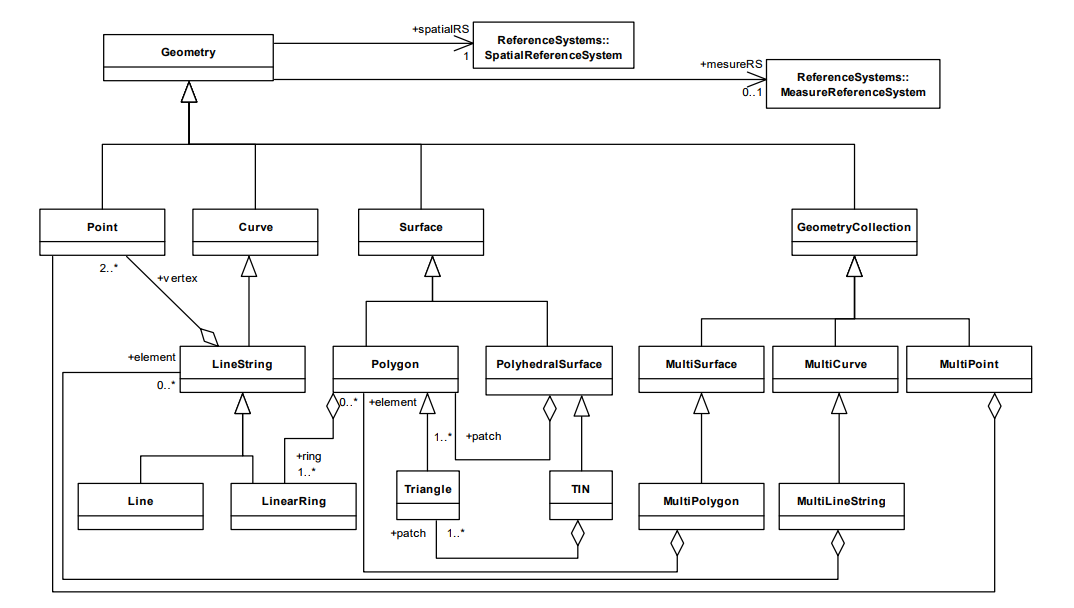 +spatialRS
1
Geometry
ReferenceSystems::
SpatialReferenceSystem
+mesureRS
0..1
ReferenceSystems::
MeasureReferenceSystem
Point
Curve
Surface
GeometryCollection
2..*
+vertex
+element
0..*
LineString
Polygon
PolyhedralSurface
MultiSurface
MultiCurve
MultiPoint
0..*
+element
1..*
+patch
+ring
1..*
Line
LinearRing
Triangle
TIN
MultiPolygon
MultiLineString
+patch
1..*